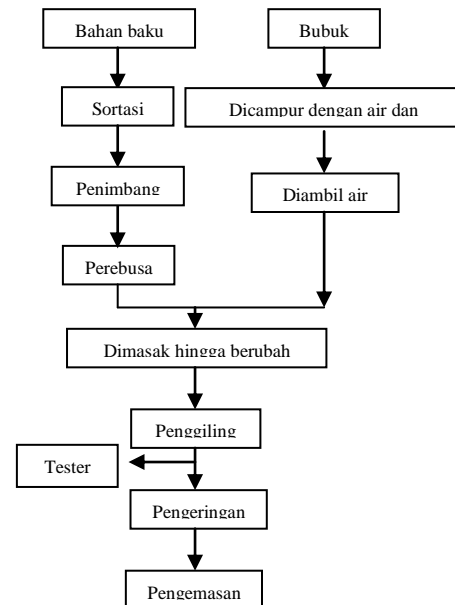 Bahan baku
Bubuk
Sortasi
Dicampur dengan air dan
Penimbang
Diambil air
Perebusa
Dimasak hingga berubah
Penggiling
Tester
Pengeringan
Pengemasan